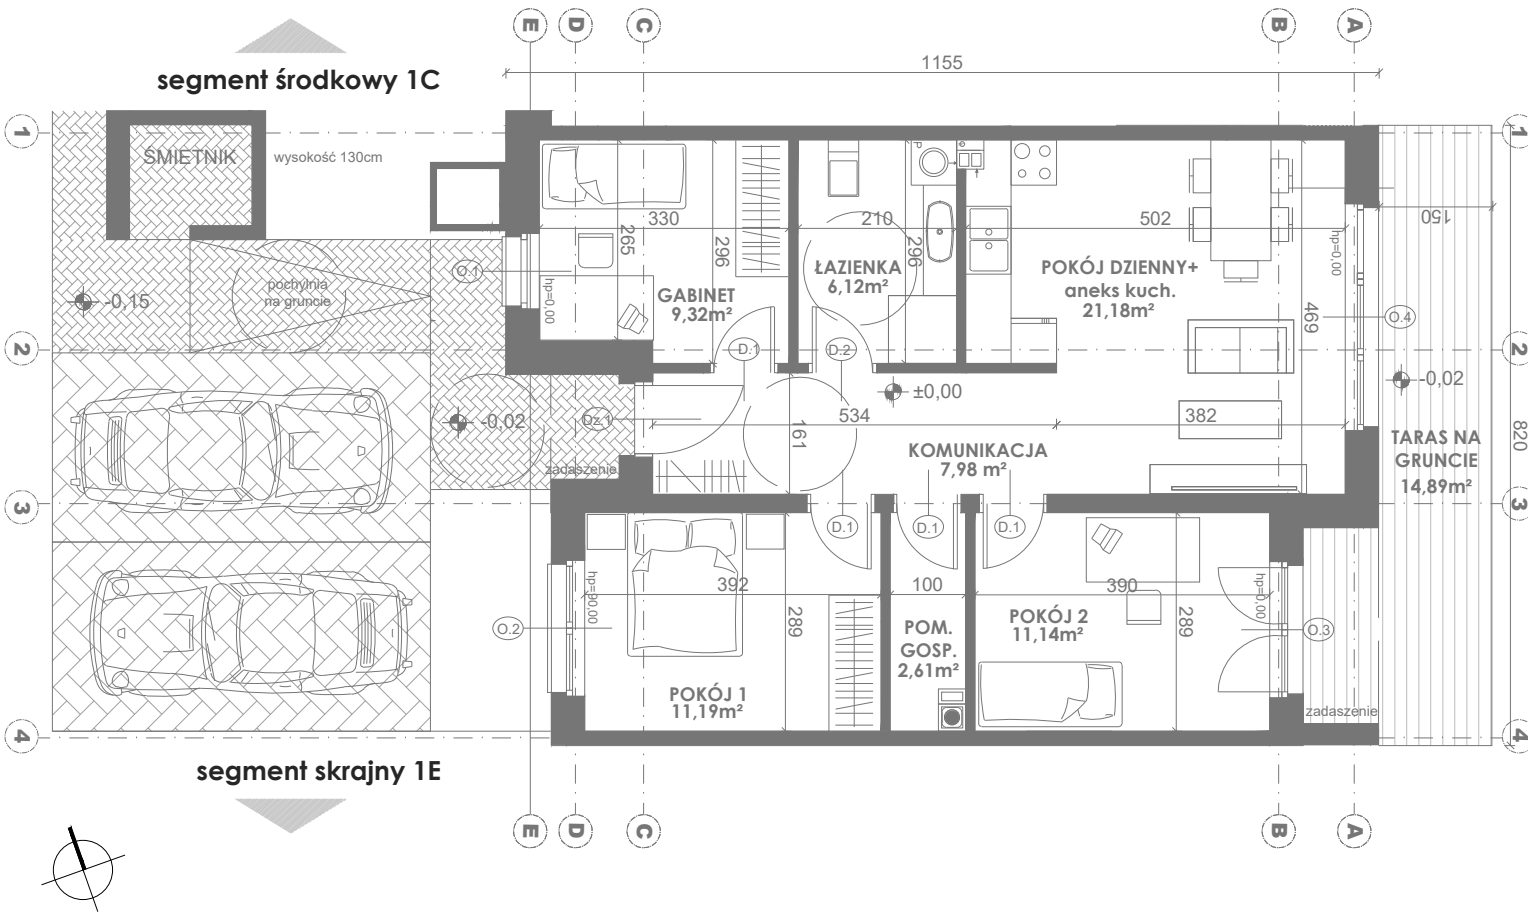 E
D
C
B
A
segment środkowy 1C
1155
1
1
ŚMIETNIK
wysokość 130cm
330
265
296
210
296
502
150
hp=0,00
O.1
hp=0,00
GABINET
9,32m²
ŁAZIENKA
6,12m²
POKÓJ DZIENNY+
aneks kuch.
21,18m²
469
O.4
pochylnia
na gruncie
-0,15
2
2
D.1
D.2
±0,00
-0,02
-0,02
Dz.1
534
382
161
KOMUNIKACJA
7,98 m²
TARAS NA
GRUNCIE
14,89m²
820
zadaszenie
3
3
D.1
D.1
D.1
392
289
100
390
289
hp=90,00
hp=0,00
O.2
O.3
POKÓJ 2
11,14m²
POM.
GOSP.
2,61m²
POKÓJ 1
11,19m²
zadaszenie
4
4
segment skrajny 1E
E
D
C
B
A